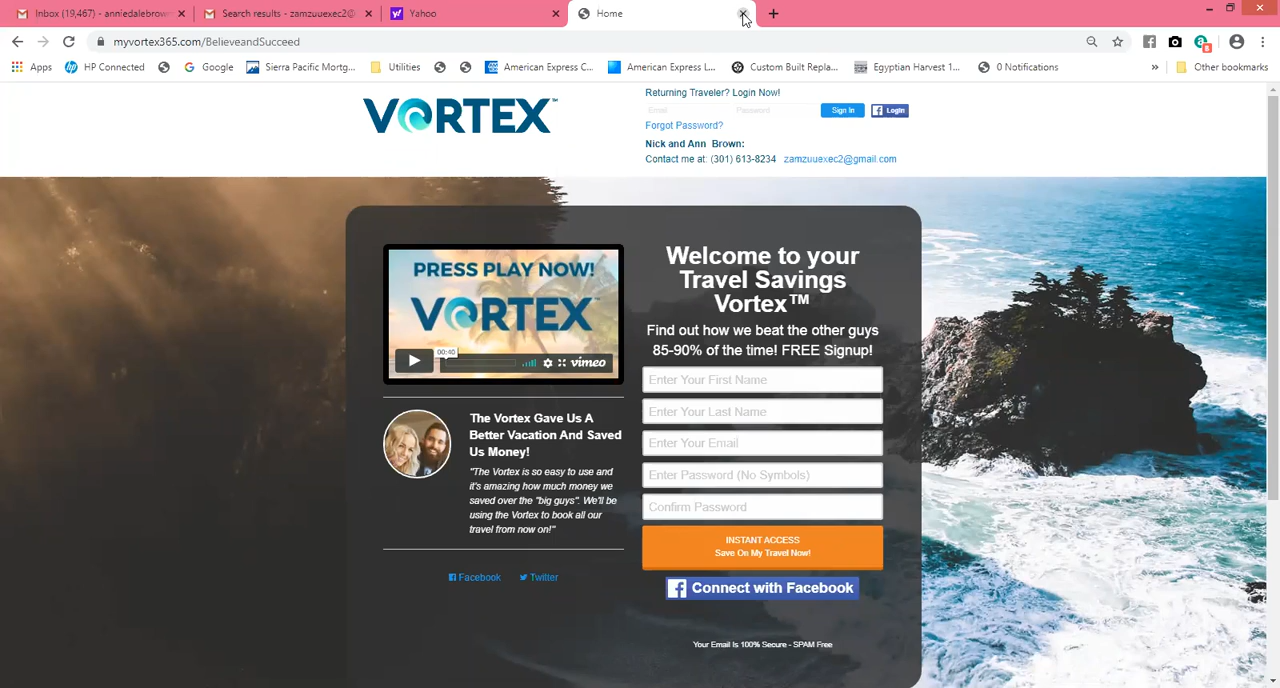 Inbox (19,467) - anniedalebrown
Search results - zamzuuexec2@
Yahoo
Home
myvortex365.com/BelieveandSucceed
Apps
HP Connected
Google
Sierra Pacific Mortg...
Utilities
American Express C...
American Express L...
Custom Built Repla...
Egyptian Harvest 1...
0 Notifications
»
Other bookmarks
VORTEX™
Returning Traveler? Login Now!
Email
Password
Sign In
Login
Forgot Password?
Nick and Ann Brown:
Contact me at: (301) 613-8234 zamzuuexec2@gmail.com
PRESS PLAY NOW!
VORTEX™
00:40
vimeo
The Vortex Gave Us A
Better Vacation And Saved
Us Money!
"The Vortex is so easy to use and
it's amazing how much money we
saved over the "big guys". We'll be
using the Vortex to book all our
travel from now on!"
Facebook
Twitter
Welcome to your
Travel Savings
Vortex™
Find out how we beat the other guys
85-90% of the time! FREE Signup!
Enter Your First Name
Enter Your Last Name
Enter Your Email
Enter Password (No Symbols)
Confirm Password
INSTANT ACCESS
Save On My Travel Now!
Connect with Facebook
Your Email Is 100% Secure - SPAM Free